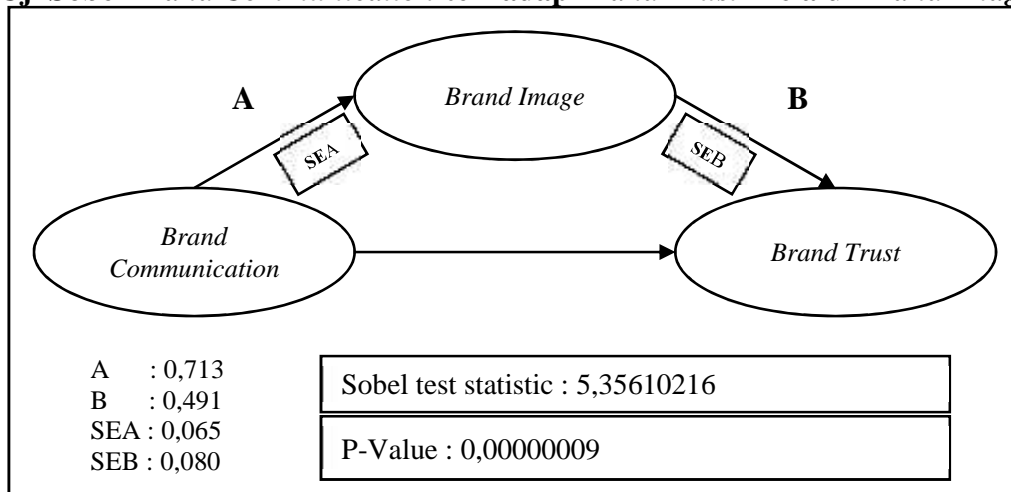 A
Brand Image
B
SEA
SEB
Brand
Communication
Brand Trust
A : 0,713
B : 0,491
SEA : 0,065
SEB : 0,080
Sobel test statistic : 5,35610216
P-Value : 0,00000009